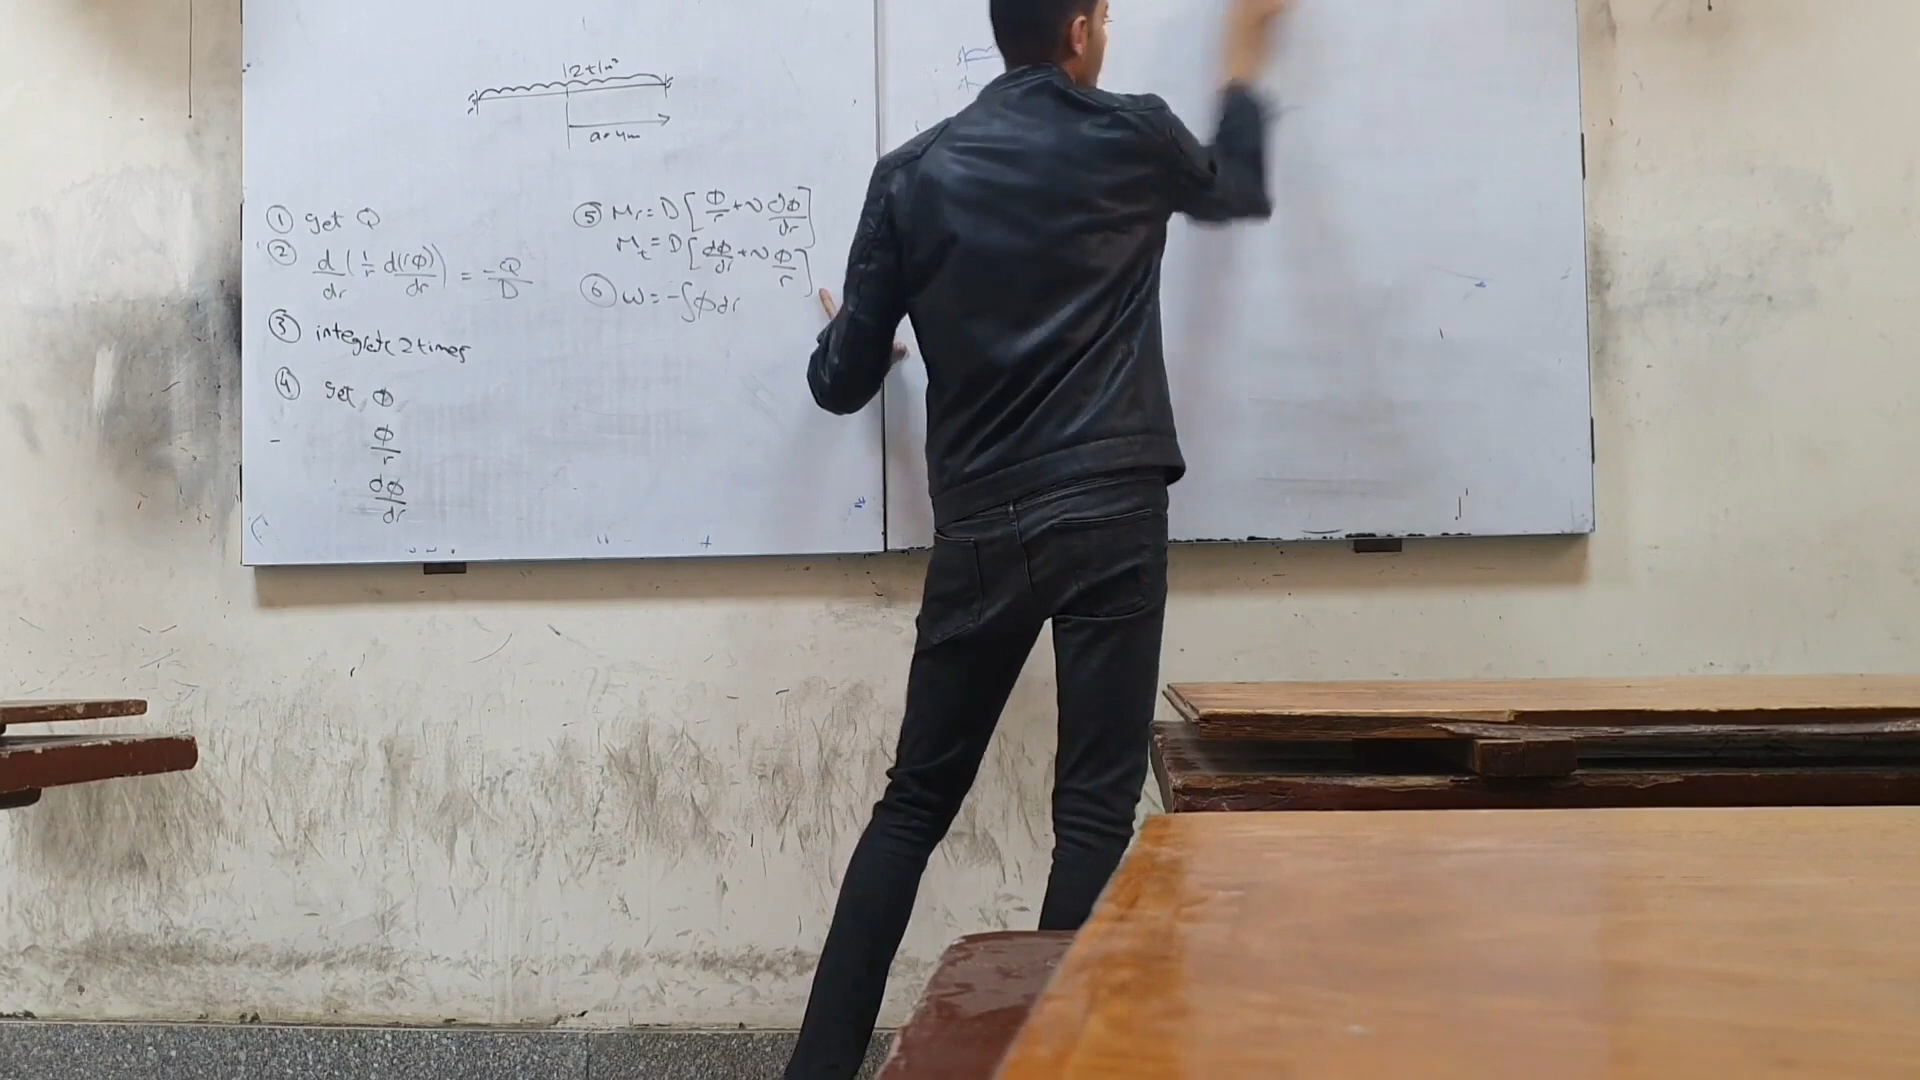 12 t/m²
a = 4m
① get Q
② d/dr (1/r d(rϕ)/dr) = -Q/D
③ integrate 2 times
④ get ϕ
ϕ/r
dϕ/dr
⑤ Mr = D [ϕ/r + ν dϕ/dr]
Mt = D [dϕ/dr + ν ϕ/r]
⑥ w = -∫ϕdr